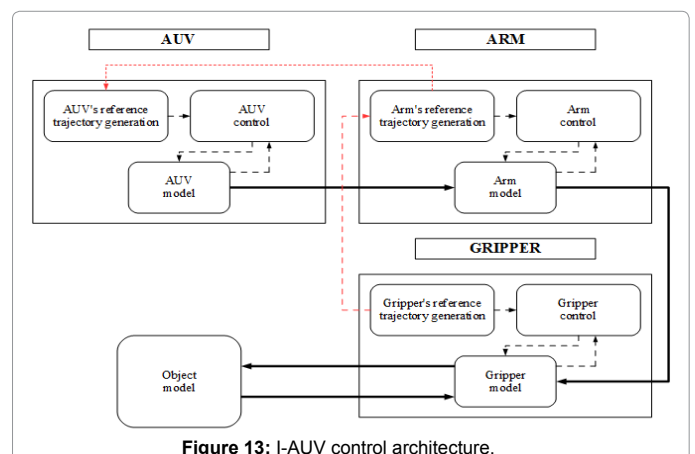 AUV
ARM
AUV's reference
trajectory generation
AUV
control
AUV
model
Arm's reference
trajectory generation
Arm
control
Arm
model
GRIPPER
Gripper's reference
trajectory generation
Gripper
control
Gripper
model
Object
model
Figure 13: I-AUV control architecture.